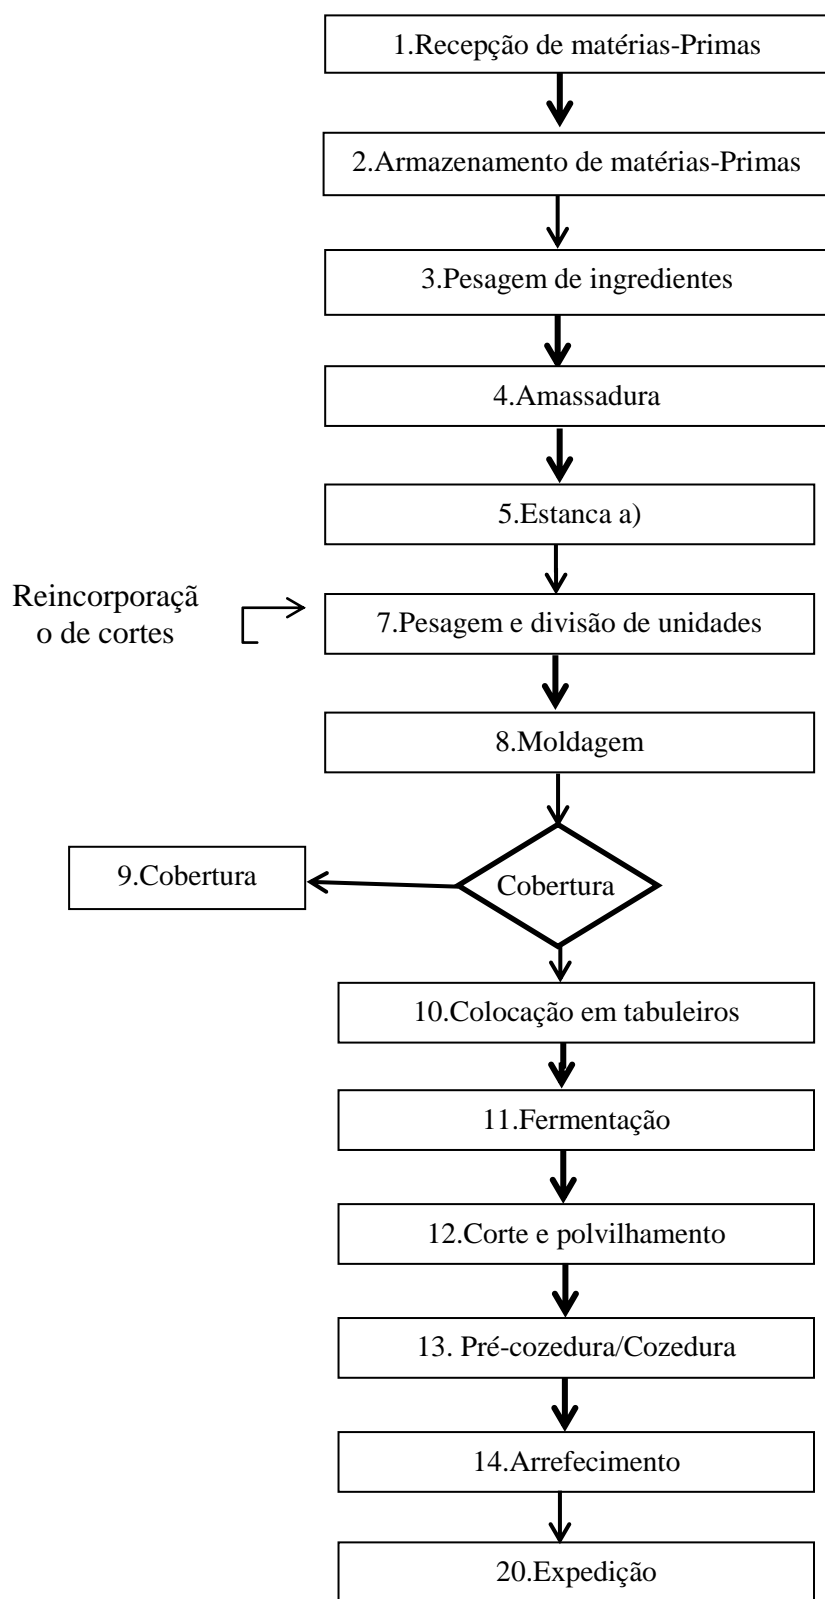 1.Recepção de matérias-Primas
2.Armazenamento de matérias-Primas
3.Pesagem de ingredientes
4.Amassadura
5.Estanca a)
Reincorporaçã
o de cortes
7.Pesagem e divisão de unidades
8.Moldagem
9.Cobertura
Cobertura
10.Colocação em tabuleiros
11.Fermentação
12.Corte e polvilhamento
13. Pré-cozedura/Cozedura
14.Arrefecimento
20.Expedição